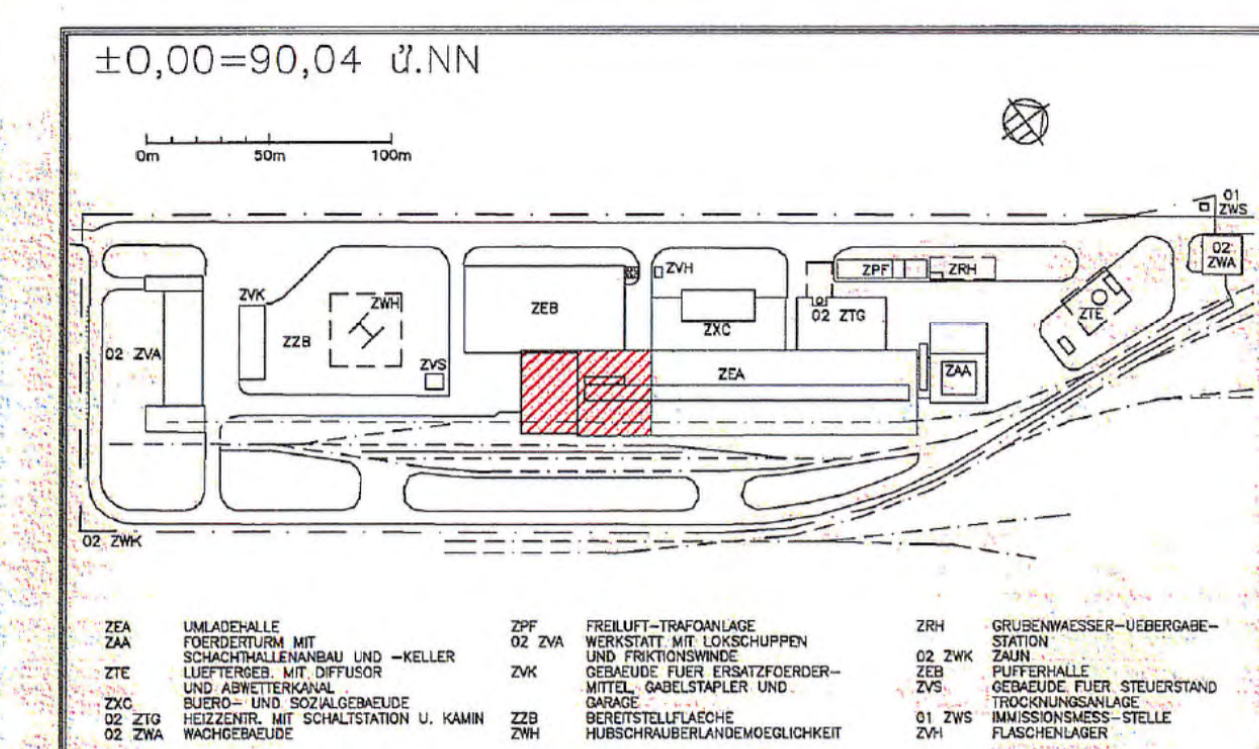 ±0,00=90,04 ü.NN
0m 50m 100m
01
ZWS
02
ZWA
ZVH
ZPF
ZRH
ZVK
ZWH
ZEB
ZTE
ZXC
02 ZTG
ZZB
02 ZVA
ZVS
ZEA
ZAA
02 ZWK
ZEA UMLADEHALLE
ZAA FOERDERTURM MIT
SCHACHTHALLENANBAU UND -KELLER
ZTE LUEFTERGEB. MIT DIFFUSOR
UND ABWETTERKANAL
ZXC BUERO- UND SOZIALGEBAEUDE
02 ZTG HEIZZENTR. MIT SCHALTSTATION U. KAMIN
02 ZWA WACHGEBAEUDE
ZPF FREILUFT-TRAFOANLAGE
02 ZVA WERKSTATT MIT LOKSCHUPPEN
UND FRIKTIONSWINDE
ZVK GEBAEUDE FUER ERSATZFOERDER-
MITTEL, GABELSTAPLER UND
GARAGE
ZZB BEREITSTELLFLAECHE
ZWH HUBSCHRAUBERLANDEMOEGLICHKEIT
ZRH GRUBENWAESSER-UEBERGABE-
STATION
02 ZWK ZAUN
ZEB PUFFERHALLE
ZVS GEBAEUDE FUER STEUERSTAND
TROCKNUNGSANLAGE
01 ZWS IMMISSIONSMESS-STELLE
ZVH FLASCHENLAGER